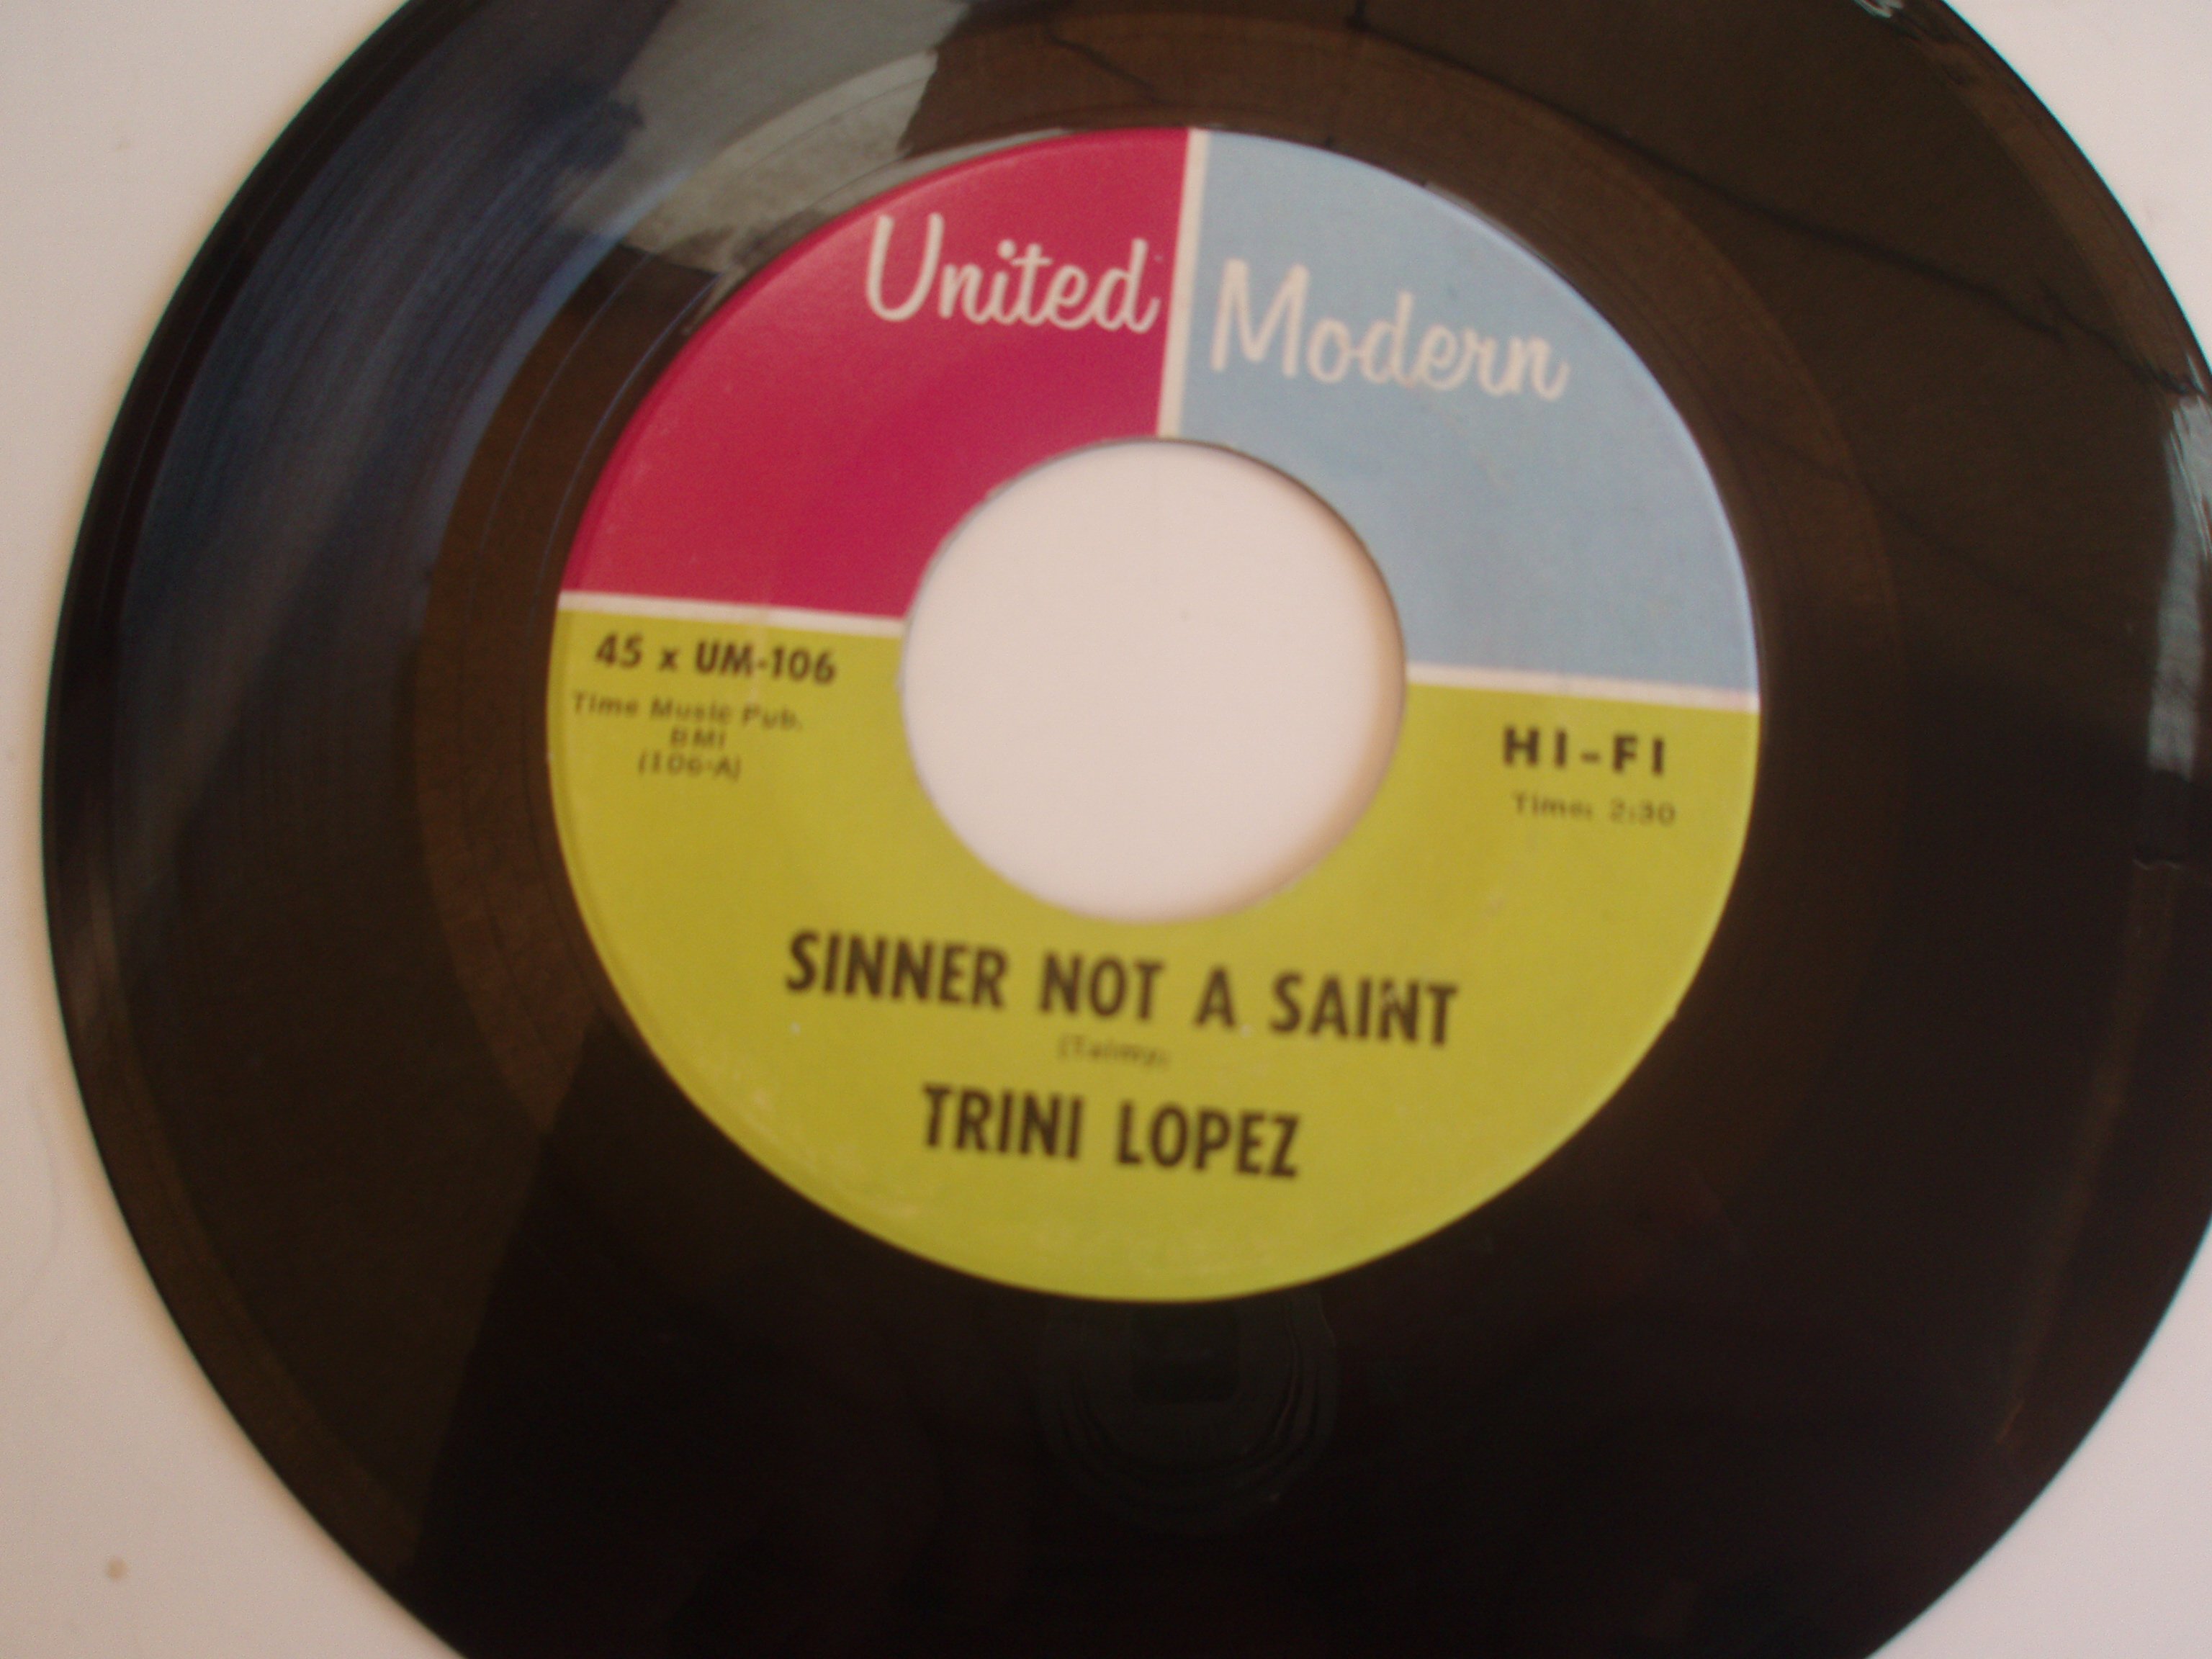 United Modern
45 x UM-106
Time Music Pub.
BMI
(106-A)
HI-FI
Time: 2:30
SINNER NOT A SAINT
(Talmy)
TRINI LOPEZ